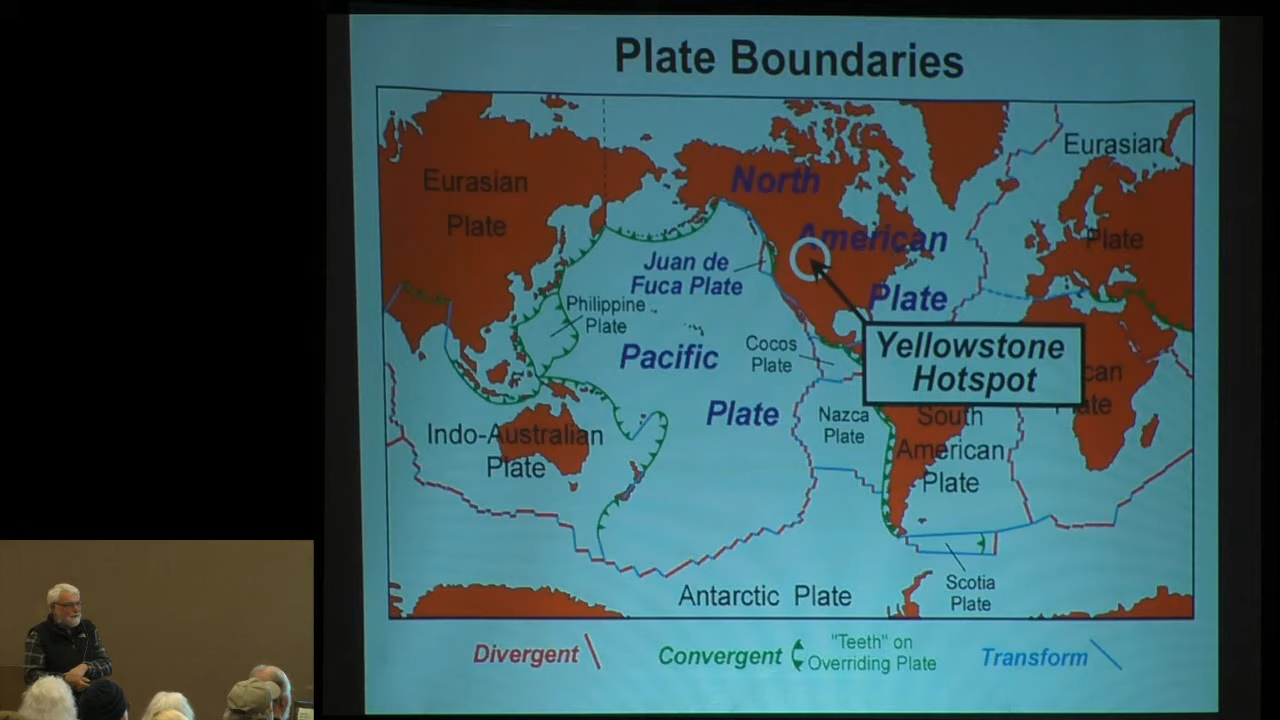 Plate Boundaries
Eurasian
Plate
North
American
Plate
Eurasian
Plate
Juan de
Fuca Plate
Philippine
Plate
Pacific
Plate
Cocos
Plate
Yellowstone
Hotspot
can
ate
Nazca
Plate
South
American
Plate
Indo-Australian
Plate
Antarctic Plate
Scotia
Plate
Divergent
Convergent
"Teeth" on
Overriding Plate
Transform